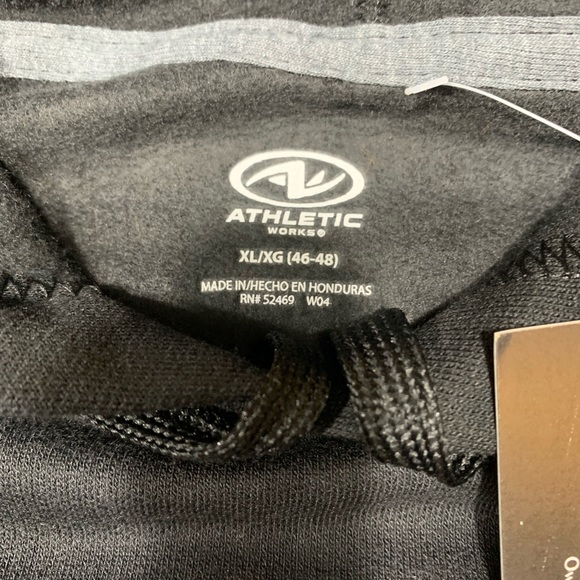 ATHLETIC
WORKS®
XL/XG (46-48)
MADE IN/HECHO EN HONDURAS
RN# 52469 W04